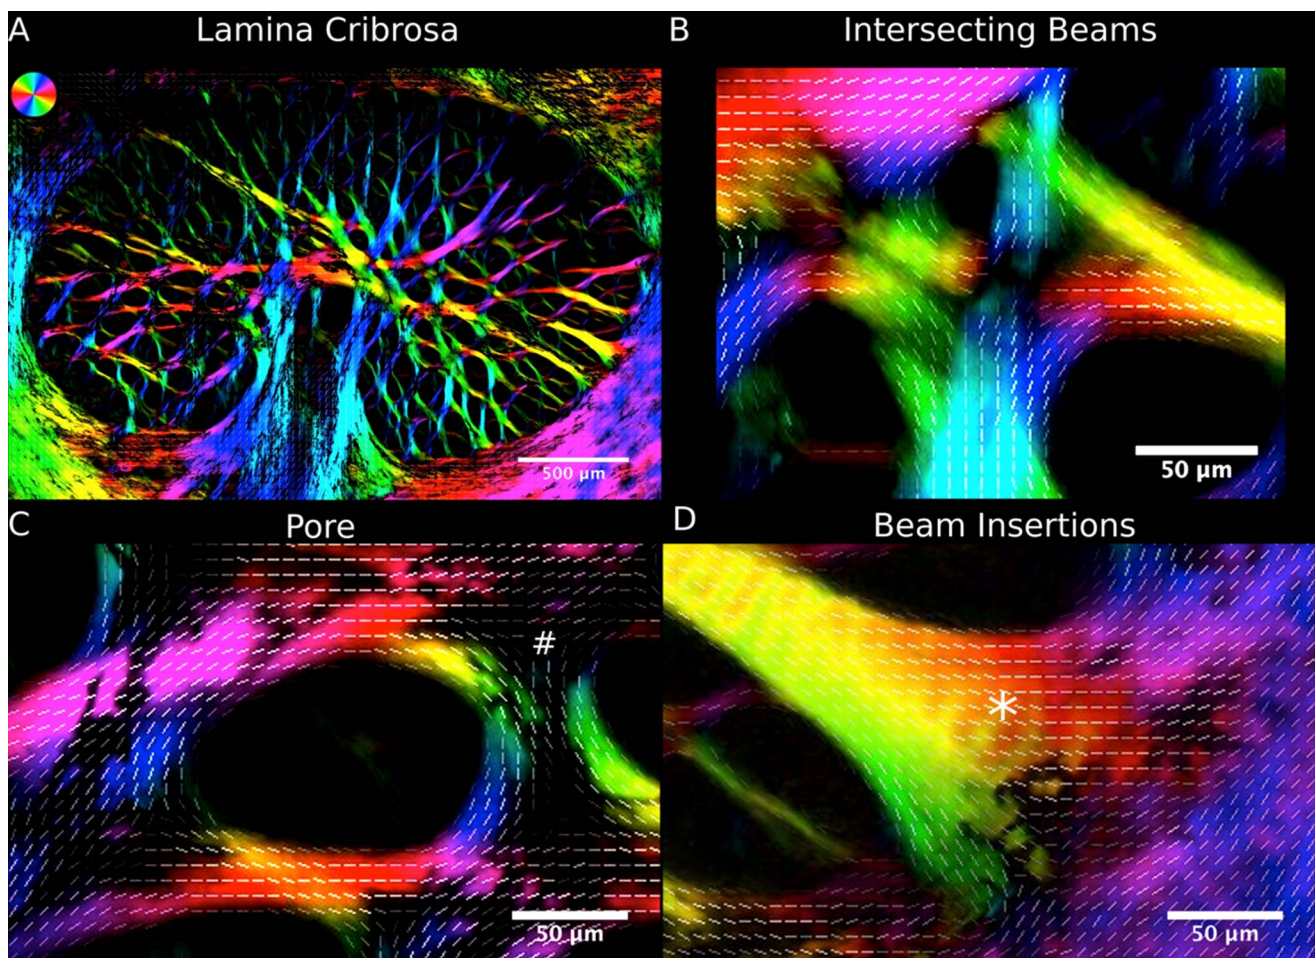 A
Lamina Cribrosa
500 µm
B
Intersecting Beams
50 µm
C
Pore
#
50 µm
D
Beam Insertions
*
50 µm